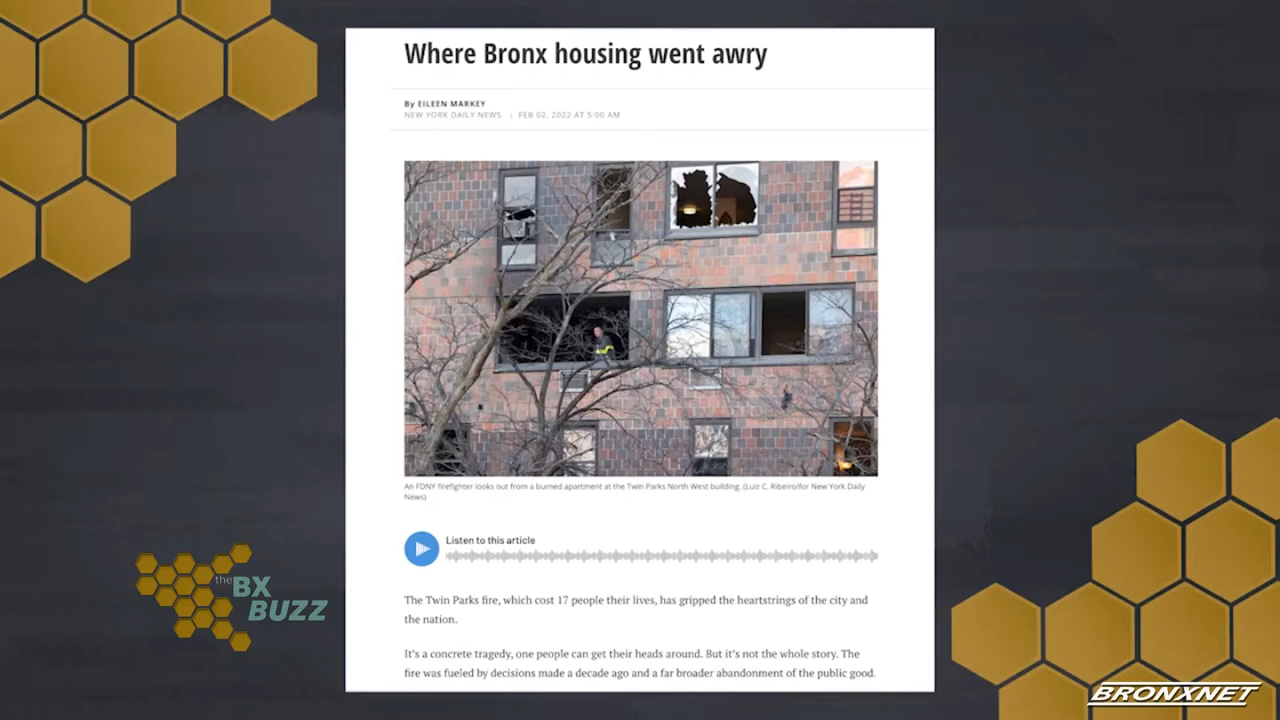 Where Bronx housing went awry
By EILEEN MARKEY
NEW YORK DAILY NEWS | FEB 02, 2022 AT 5:00 AM
An FDNY firefighter looks out from a burned apartment at the Twin Parks North West building. (Luiz C. Ribeiro/for New York Daily
News)
Listen to this article
The Twin Parks fire, which cost 17 people their lives, has gripped the heartstrings of the city and
the nation.
It's a concrete tragedy, one people can get their heads around. But it's not the whole story. The
fire was fueled by decisions made a decade ago and a far broader abandonment of the public good.
the BX
BUZZ
BRONXNET